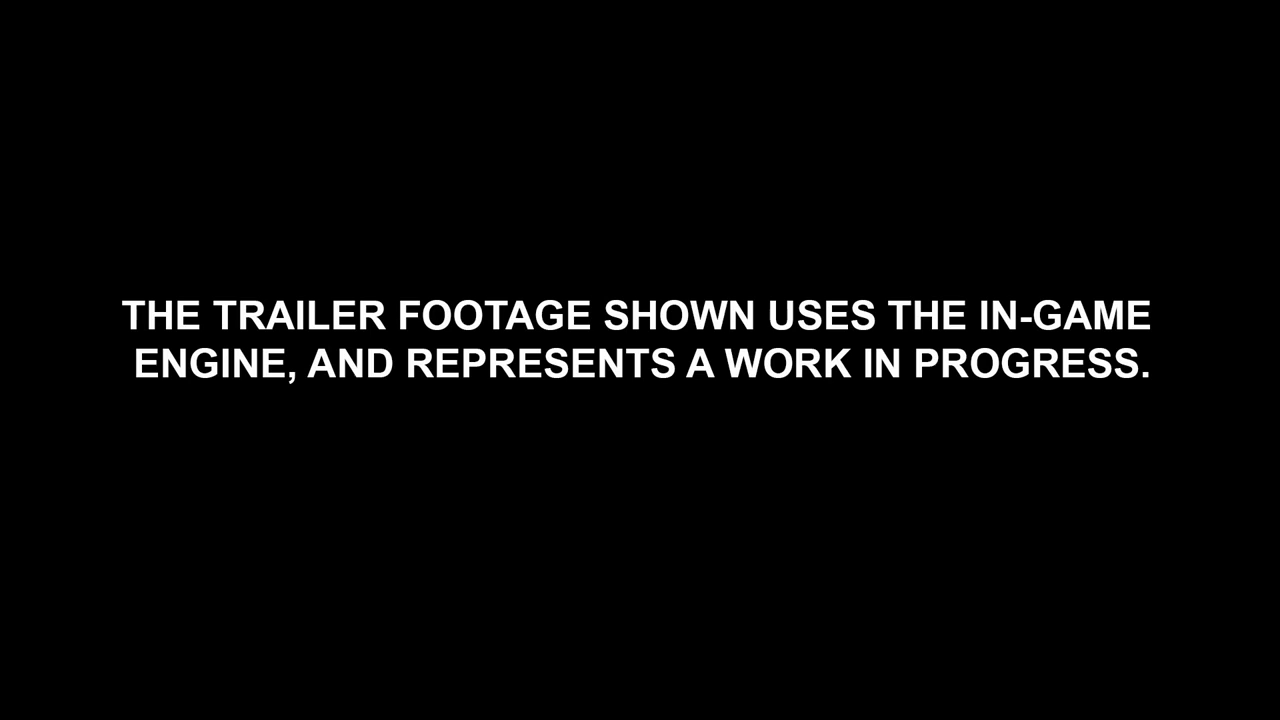 THE TRAILER FOOTAGE SHOWN USES THE IN-GAME
ENGINE, AND REPRESENTS A WORK IN PROGRESS.